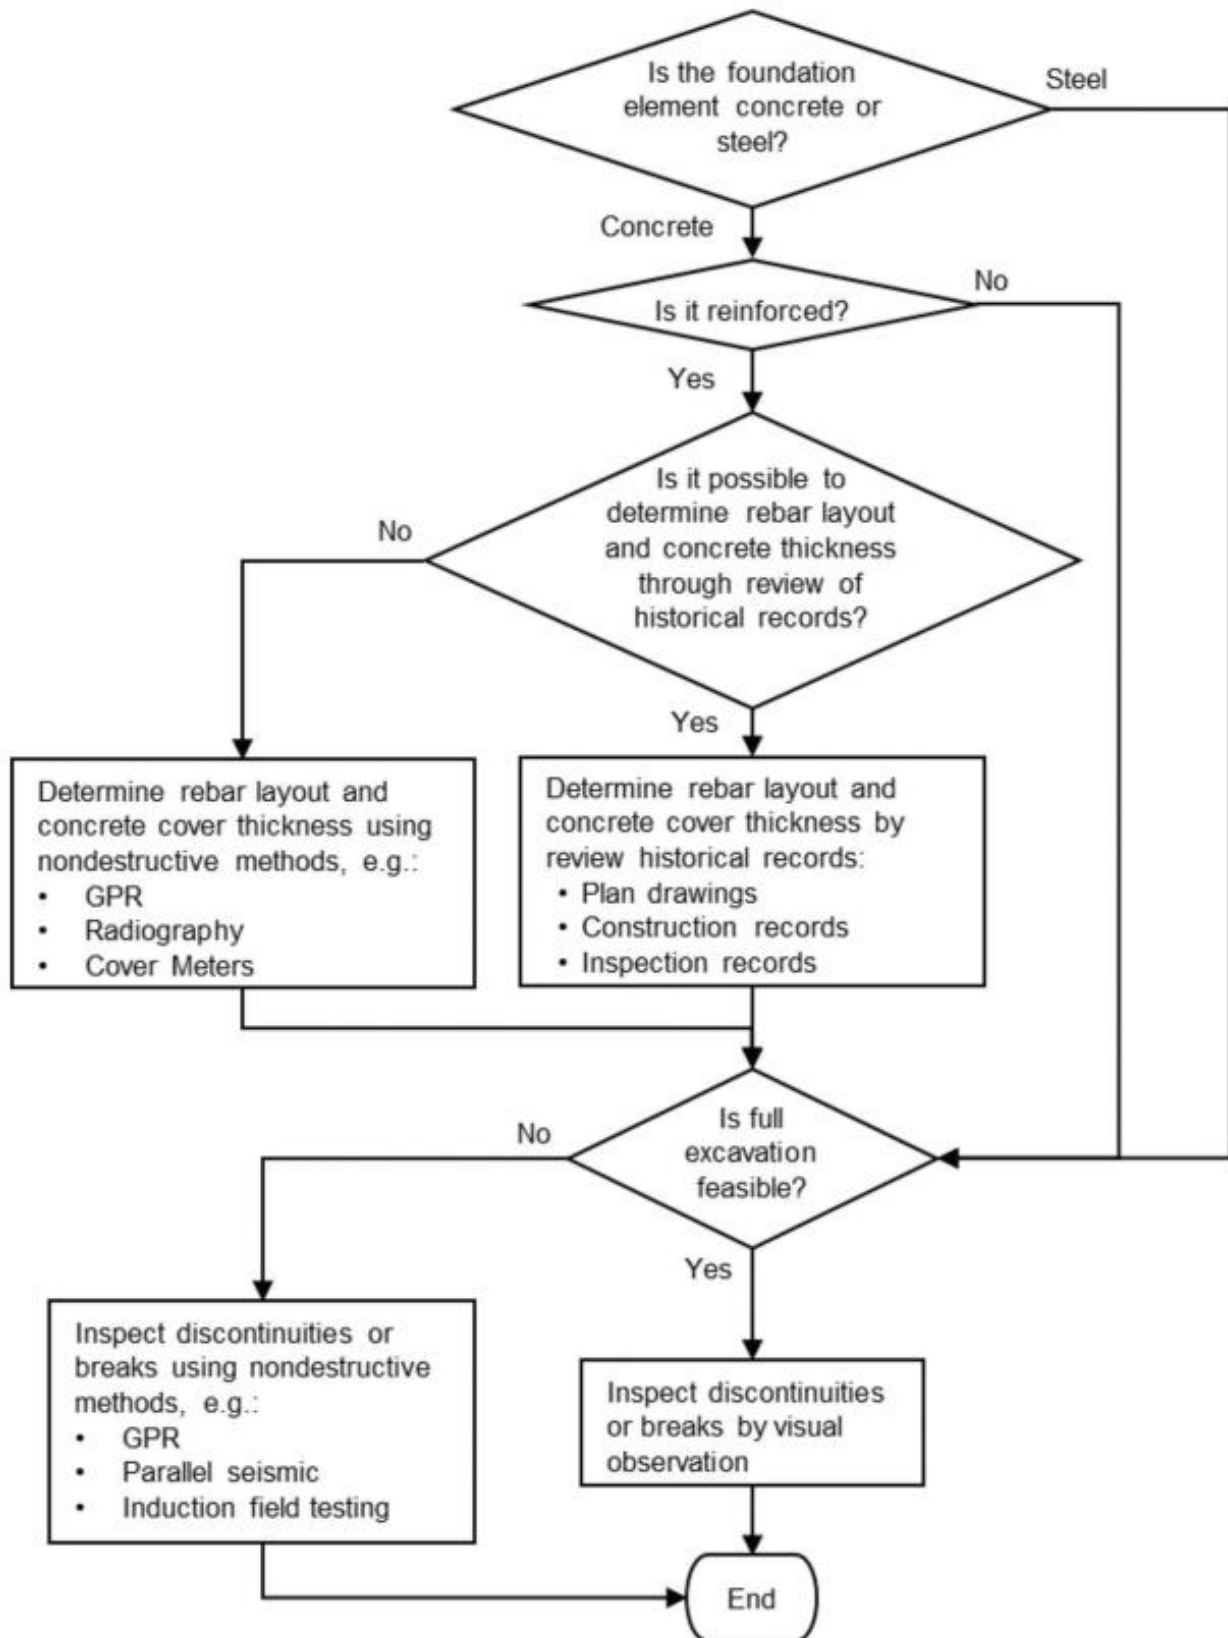 Is the foundation
element concrete or
steel?
Steel
Concrete
Is it reinforced?
No
Yes
Is it possible to
determine rebar layout
and concrete thickness
through review of
historical records?
No
Yes
Determine rebar layout and
concrete cover thickness using
nondestructive methods, e.g.:
• GPR
• Radiography
• Cover Meters
Determine rebar layout and
concrete cover thickness by
review historical records:
• Plan drawings
• Construction records
• Inspection records
Is full
excavation
feasible?
No
Yes
Inspect discontinuities or
breaks using nondestructive
methods, e.g.:
• GPR
• Parallel seismic
• Induction field testing
Inspect discontinuities
or breaks by visual
observation
End